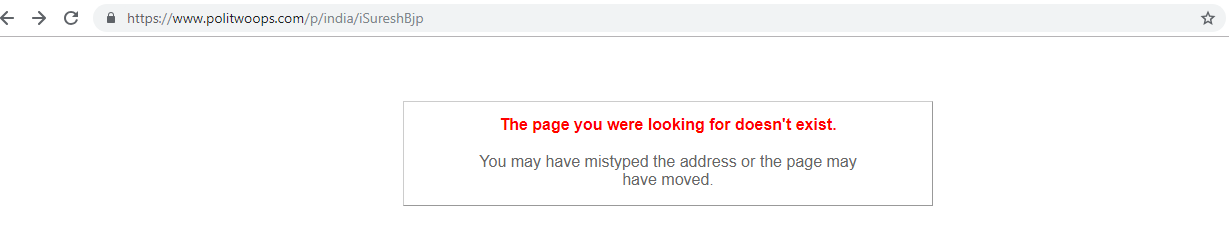 https://www.politwoops.com/p/india/iSureshBjp
The page you were looking for doesn't exist.
You may have mistyped the address or the page may
have moved.